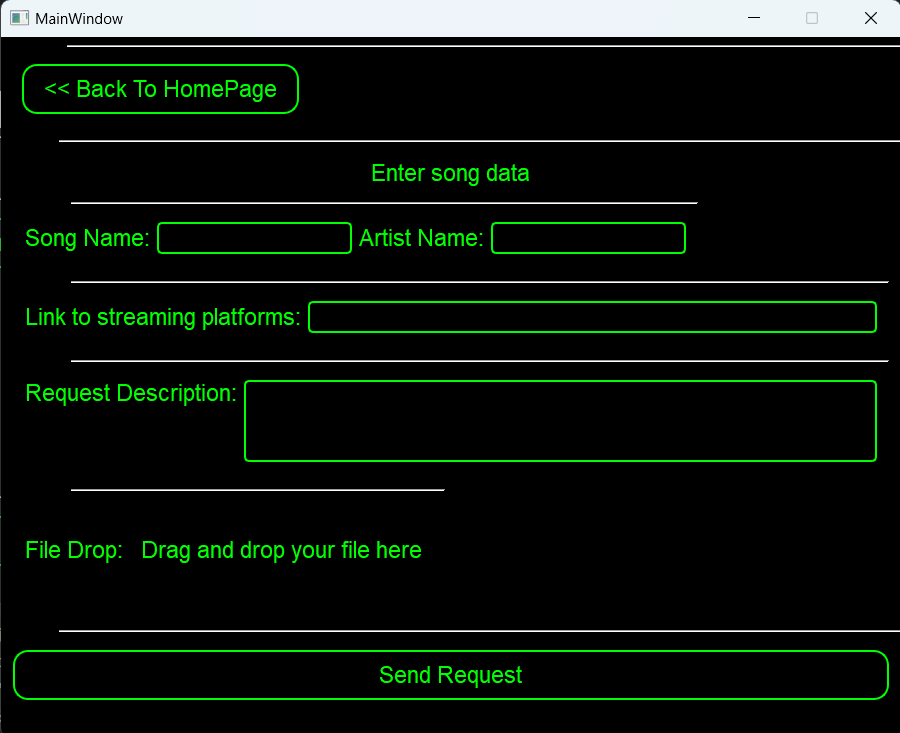 MainWindow
<< Back To HomePage
Enter song data
Song Name: Artist Name:
Link to streaming platforms:
Request Description:
File Drop: Drag and drop your file here
Send Request